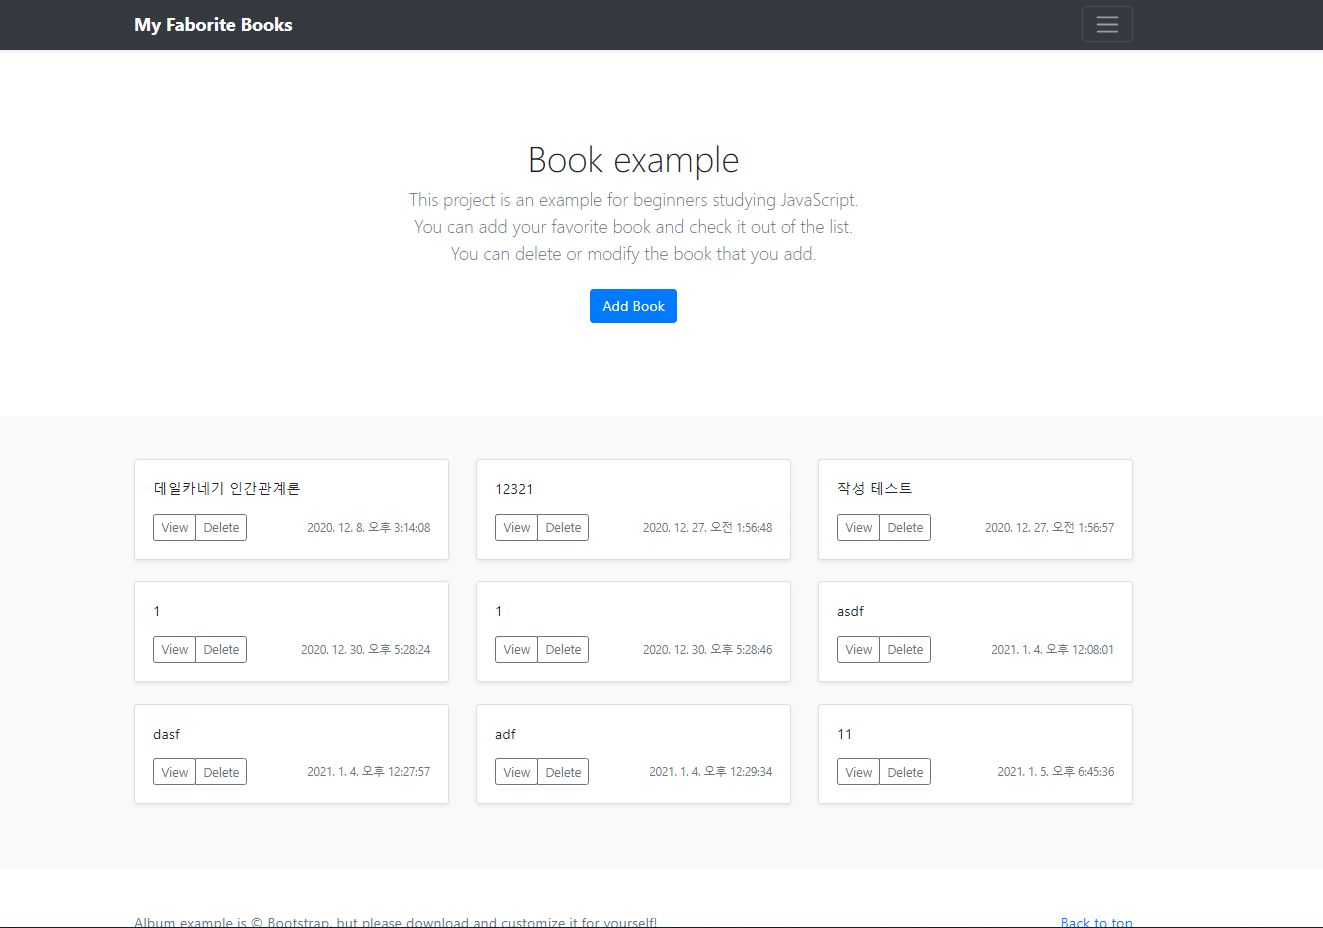 My Faborite Books
Book example
This project is an example for beginners studying JavaScript.
You can add your favorite book and check it out of the list.
You can delete or modify the book that you add.
Add Book
데일카네기 인간관계론
View Delete 2020. 12. 8. 오후 3:14:08
12321
View Delete 2020. 12. 27. 오전 1:56:48
작성 테스트
View Delete 2020. 12. 27. 오전 1:56:57
1
View Delete 2020. 12. 30. 오후 5:28:24
1
View Delete 2020. 12. 30. 오후 5:28:46
asdf
View Delete 2021. 1. 4. 오후 12:08:01
dasf
View Delete 2021. 1. 4. 오후 12:27:57
adf
View Delete 2021. 1. 4. 오후 12:29:34
11
View Delete 2021. 1. 5. 오후 6:45:36
Album example is © Bootstrap, but please download and customize it for yourself!
Back to top